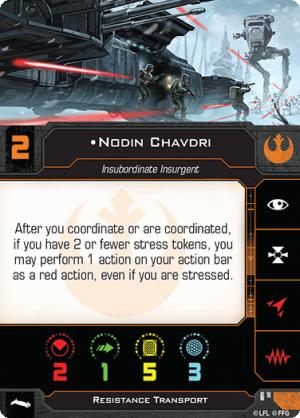 2
•Nodin Chavdri
Insubordinate Insurgent
After you coordinate or are coordinated,
if you have 2 or fewer stress tokens, you
may perform 1 action on your action bar
as a red action, even if you are stressed.
2 1 5 3
Resistance Transport
©LFL ©FFG